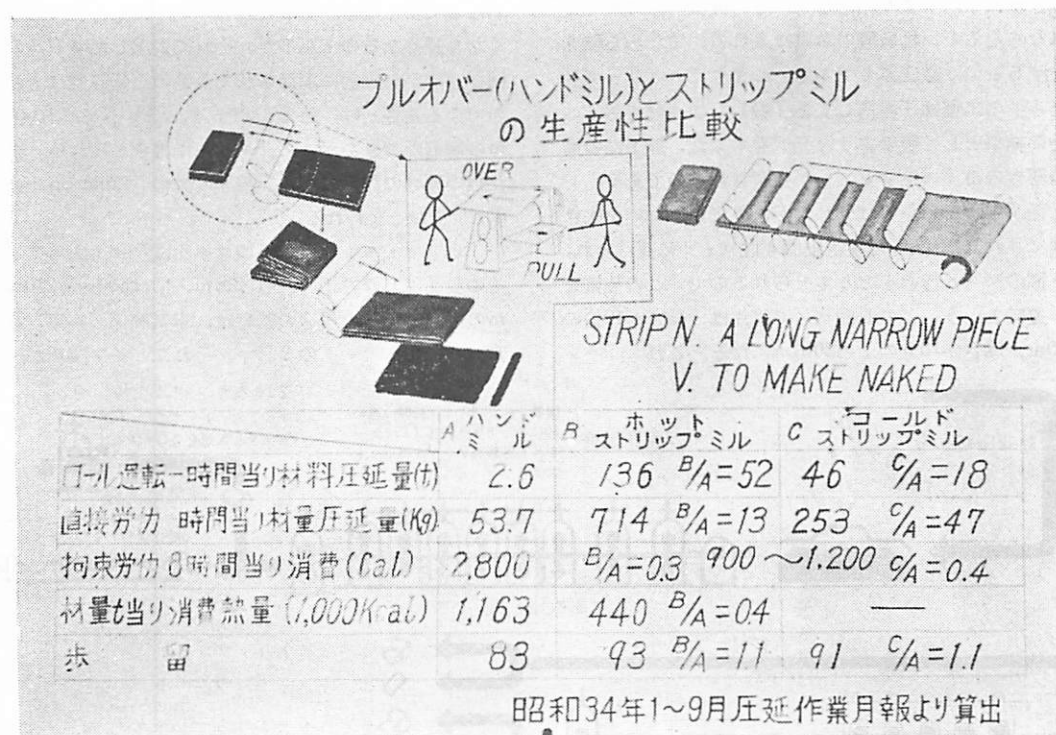 プルオバー(ハンドミル)とストリップミル
の生産性比較
OVER
PULL
STRIP N. A LONG NARROW PIECE
V. TO MAKE NAKED
A ハンドミル B ホットストリップミル C コールドストリップミル
ロール運転一時間当り材料圧延量(t) 2.6 136 B/A=52 46 C/A=18
直接労力一時間当り材量圧延量(Kg) 53.7 714 B/A=13 253 C/A=47
拘束労働8時間当り消費(Cal) 2,800 B/A=0.3 900～1.200 C/A=0.4
材量t当り消費熱量(1,000Kcal) 1,163 440 B/A=0.4 ——
歩留 83 93 B/A=1.1 91 C/A=1.1
昭和34年1～9月圧延作業月報より算出